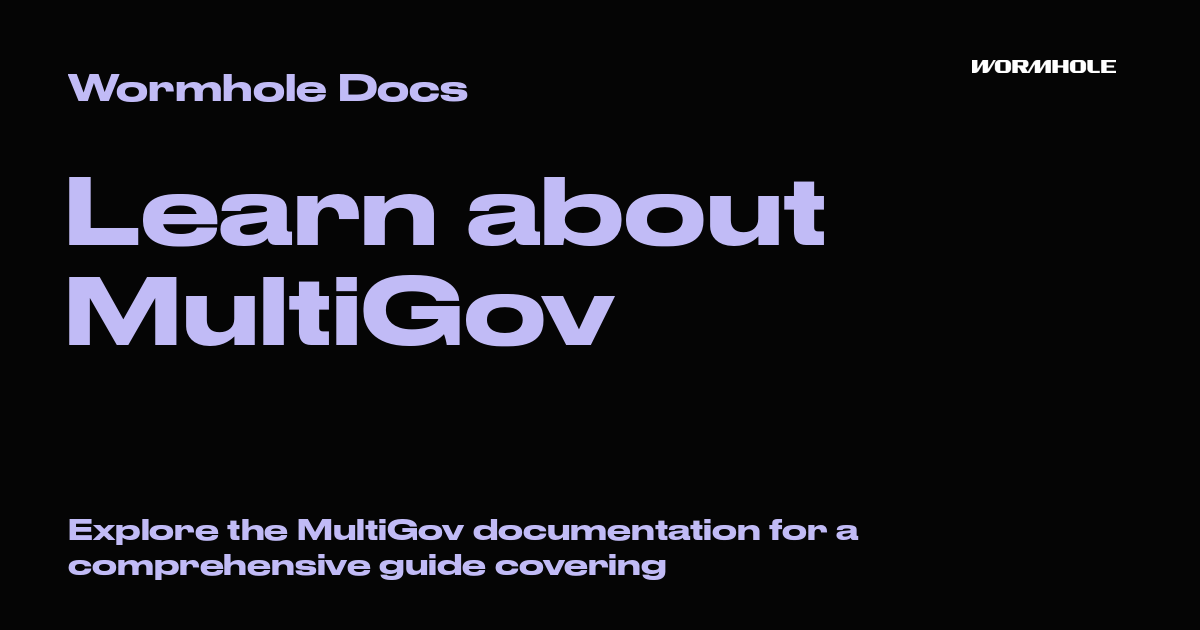 Wormhole Docs
WORMHOLE
Learn about
MultiGov
Explore the MultiGov documentation for a
comprehensive guide covering